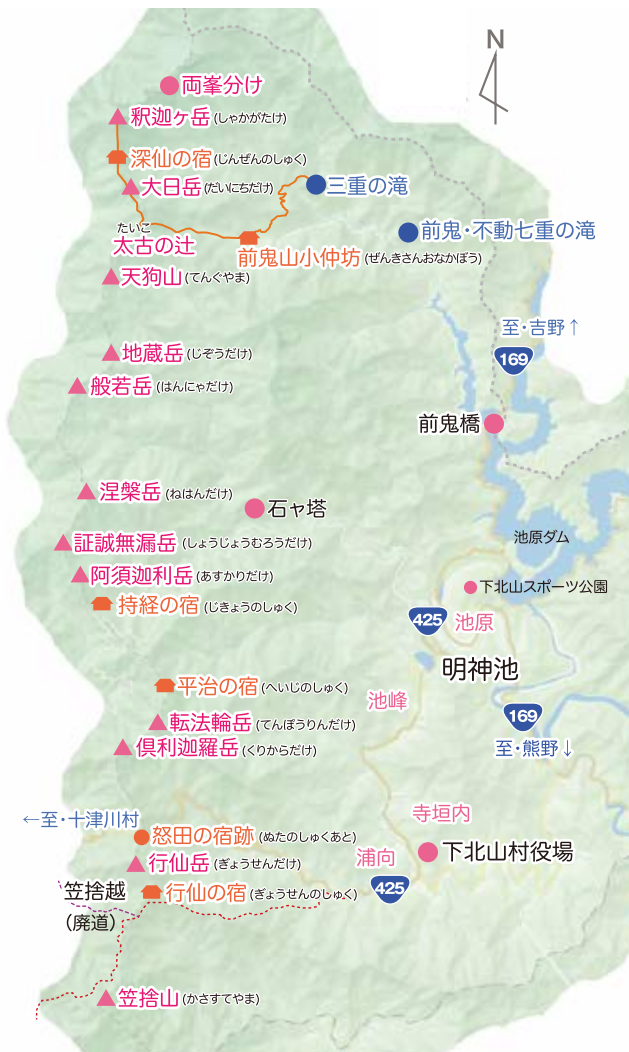 N
両峯分け
釈迦ヶ岳 (しゃかがたけ)
深仙の宿 (じんぜんのしゅく)
大日岳 (だいにちだけ)
三重の滝
たいこ
太古の辻
前鬼・不動七重の滝
前鬼山小仲坊 (ぜんきさんおなかぼう)
天狗山 (てんぐやま)
至・吉野↑
169
地蔵岳 (じぞうだけ)
般若岳 (はんにゃだけ)
前鬼橋
涅槃岳 (ねはんだけ)
石ヤ塔
証誠無漏岳 (しょうじょうむろうだけ)
池原ダム
阿須迦利岳 (あすかりだけ)
下北山スポーツ公園
持経の宿 (じきょうのしゅく)
425
池原
明神池
平治の宿 (へいじのしゅく)
池峰
169
転法輪岳 (てんぽうりんだけ)
倶利迦羅岳 (くりからだけ)
至・熊野↓
寺垣内
←至・十津川村
怒田の宿跡 (ぬたのしゅくあと)
下北山村役場
行仙岳 (ぎょうせんだけ)
浦向
425
笠捨越
(廃道)
行仙の宿 (ぎょうせんのしゅく)
笠捨山 (かさすてやま)